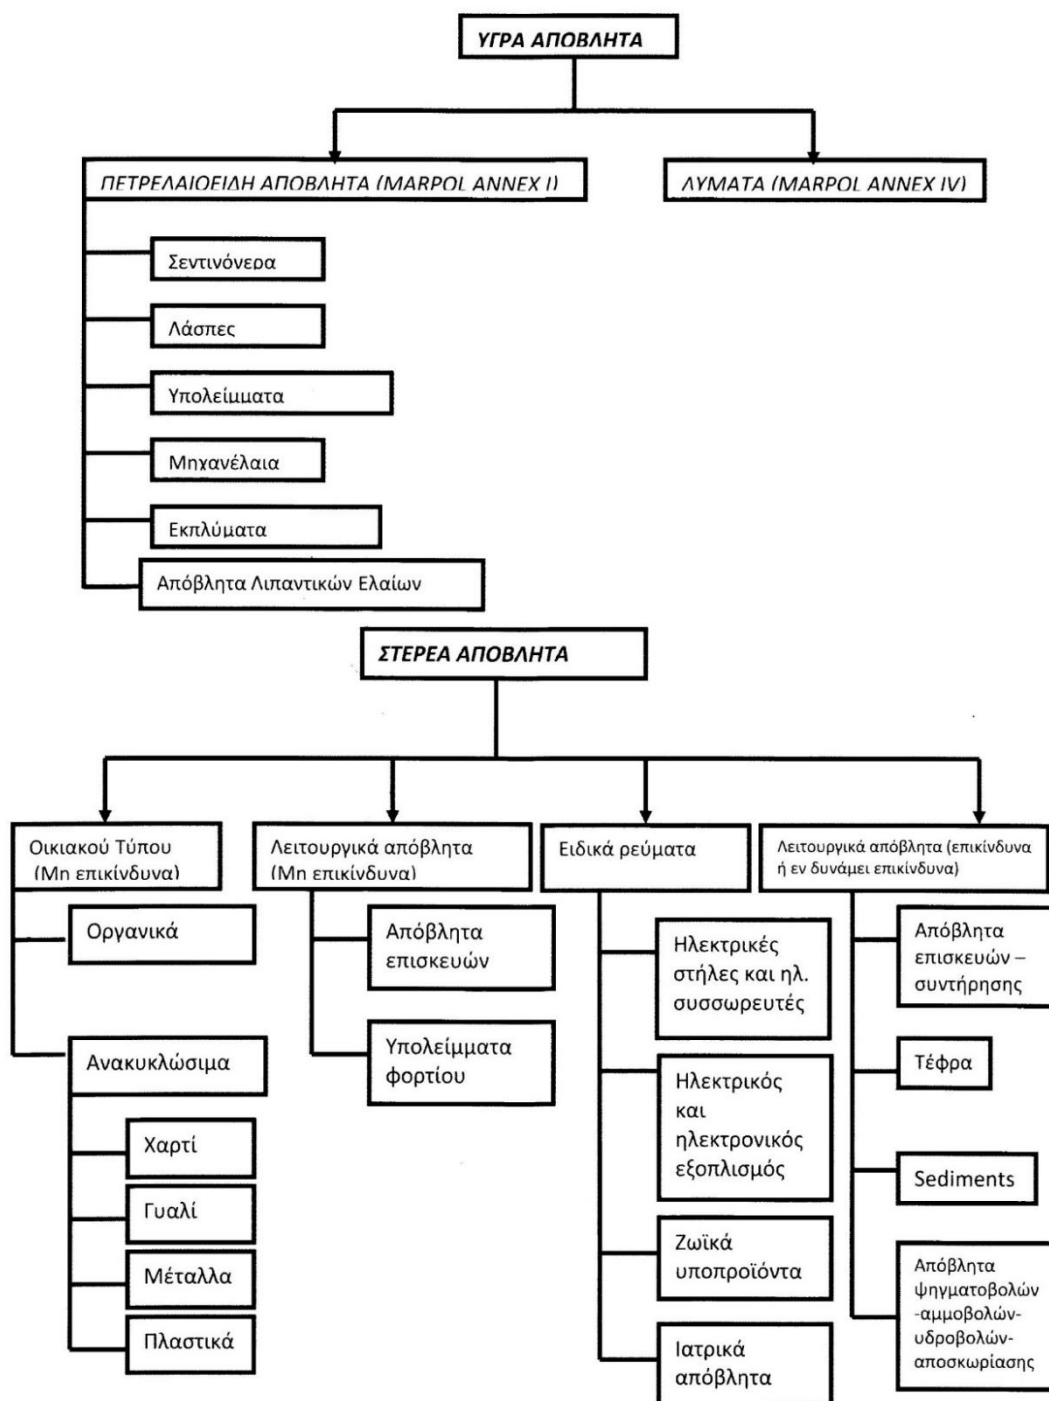 ΥΓΡΑ ΑΠΟΒΛΗΤΑ
ΠΕΤΡΕΛΑΙΟΕΙΔΗ ΑΠΟΒΛΗΤΑ (MARPOL ANNEX I)
ΛΥΜΑΤΑ (MARPOL ANNEX IV)
Σεντινόνερα
Λάσπες
Υπολείμματα
Μηχανέλαια
Εκπλύματα
Απόβλητα Λιπαντικών Ελαίων
ΣΤΕΡΕΑ ΑΠΟΒΛΗΤΑ
Οικιακού Τύπου
(Μη επικίνδυνα)
Οργανικά
Ανακυκλώσιμα
Χαρτί
Γυαλί
Μέταλλα
Πλαστικά
Λειτουργικά απόβλητα
(Μη επικίνδυνα)
Απόβλητα
επισκευών
Υπολείμματα
φορτίου
Ειδικά ρεύματα
Ηλεκτρικές
στήλες και ηλ.
συσσωρευτές
Ηλεκτρικός
και
ηλεκτρονικός
εξοπλισμός
Ζωϊκά
υποπροϊόντα
Ιατρικά
απόβλητα
Λειτουργικά απόβλητα (επικίνδυνα
ή εν δυνάμει επικίνδυνα)
Απόβλητα
επισκευών –
συντήρησης
Τέφρα
Sediments
Απόβλητα
ψηγματοβολών
-αμμοβολών-
υδροβολών-
αποσκωρίασης